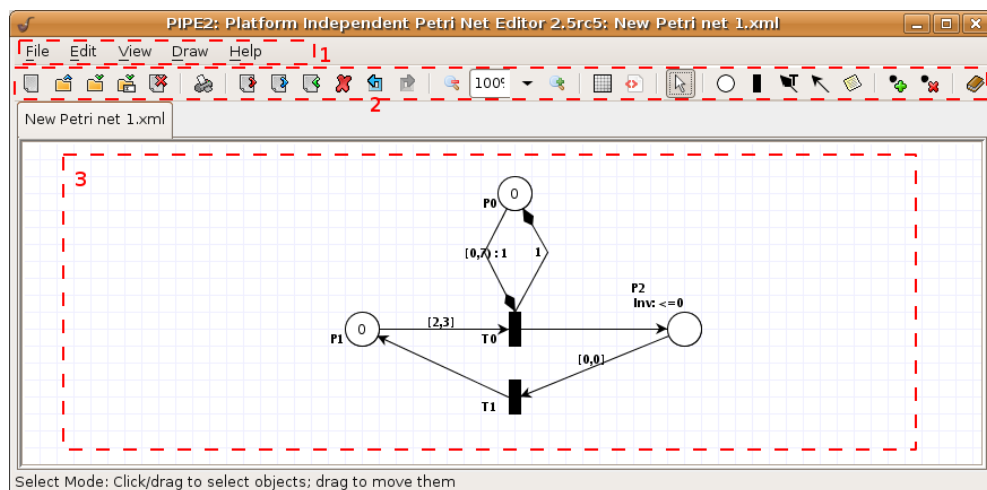 PIPE2: Platform Independent Petri Net Editor 2.5rc5: New Petri net 1.xml
File Edit View Draw Help 1
100%
T
2
New Petri net 1.xml
3
0
P0
[0,7) : 1
1
P2
Inv: <=0
0
[2,3]
P1
T0
[0,0]
T1
Select Mode: Click/drag to select objects; drag to move them